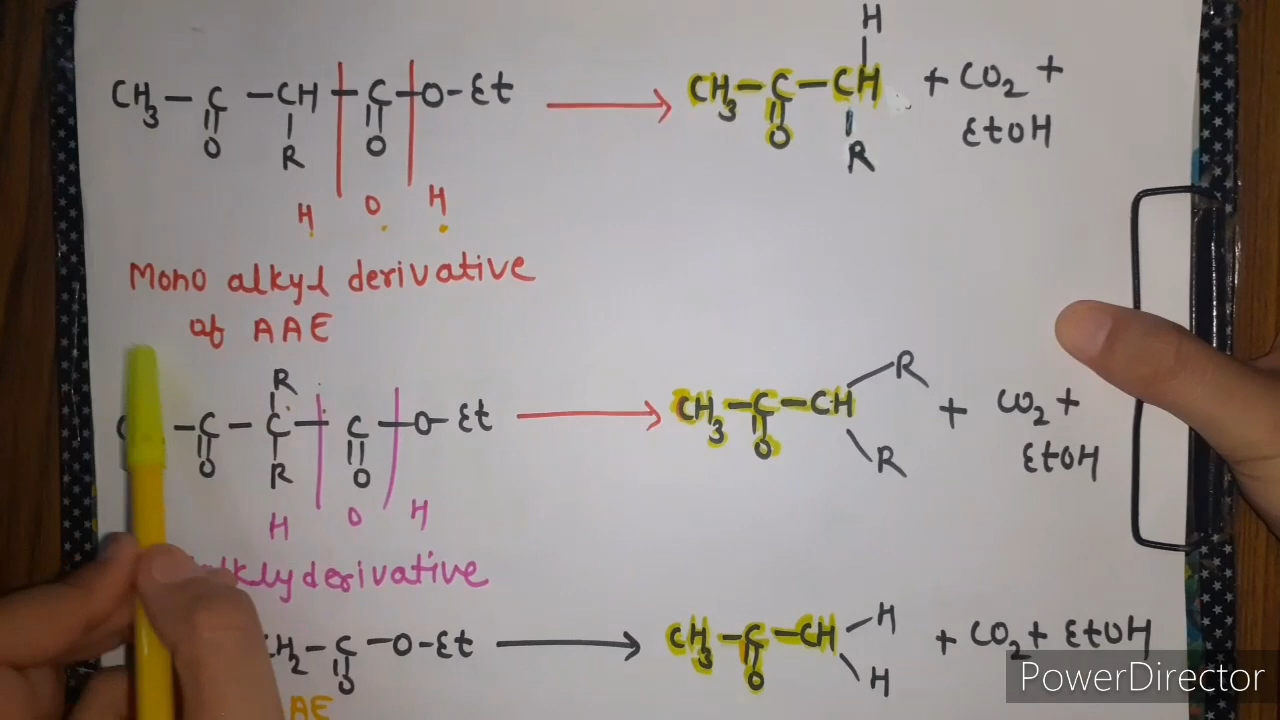 H
CH3 – C – CH – C – O – Et → CH3 – C – CH + CO2 +
O R O O R EtOH
H O H
Mono alkyl derivative
of AAE
R R
– C – C – C – O – Et → CH3 – C – CH + CO2 +
O R O O R EtOH
H O H
derivative
H
CH2 – C – O – Et → CH3 – C – CH + CO2 + EtOH
O O H
AE
PowerDirector